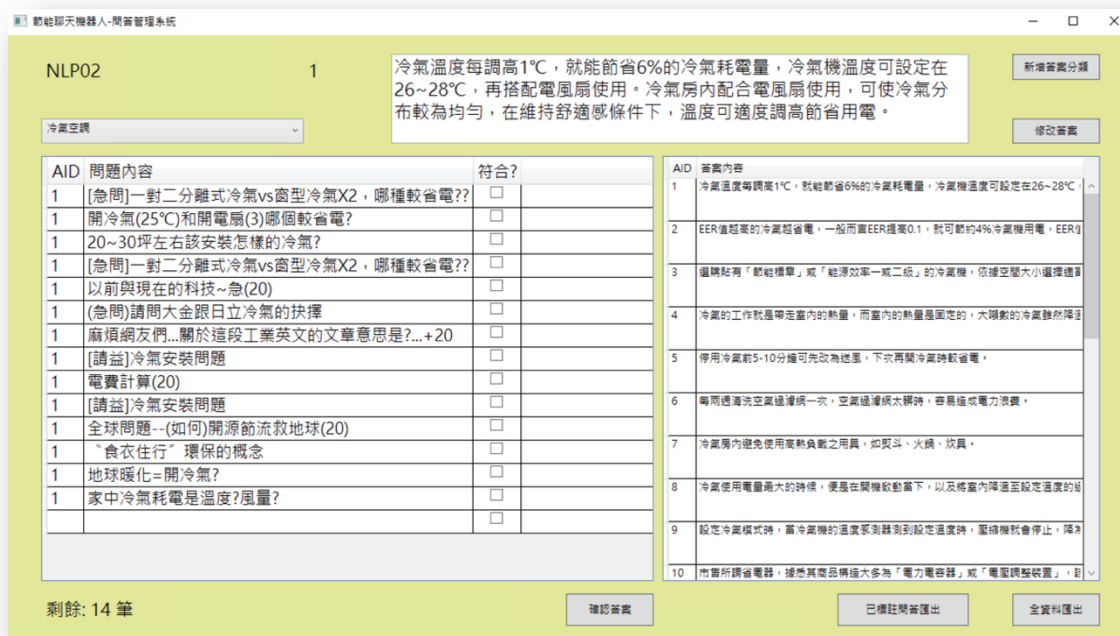 節能聊天機器人-問答管理系統
NLP02
1
冷氣溫度每調高1℃，就能節省6%的冷氣耗電量，冷氣機溫度可設定在
26~28℃，再搭配電風扇使用。冷氣房內配合電風扇使用，可使冷氣分
布較為均勻，在維持舒適感條件下，溫度可適度調高節省用電。
新增答案分類
修改答案
冷氣空調
AID 問題內容 符合?
1 [急問]一對二分離式冷氣vs窗型冷氣X2，哪種較省電??
1 開冷氣(25℃)和開電扇(3)哪個較省電?
1 20~30坪左右該安裝怎樣的冷氣?
1 [急問]一對二分離式冷氣vs窗型冷氣X2，哪種較省電??
1 以前與現在的科技~急(20)
1 (急問)請問大金跟日立冷氣的抉擇
1 麻煩網友們...關於這段工業英文的文章意思是?...+20
1 [請益]冷氣安裝問題
1 電費計算(20)
1 [請益]冷氣安裝問題
1 全球問題--(如何)開源節流救地球(20)
1 〝食衣住行〞環保的概念
1 地球暖化=開冷氣?
1 家中冷氣耗電是溫度?風量?
AID 答案內容
1 冷氣溫度每調高1℃，就能節省6%的冷氣耗電量，冷氣機溫度可設定在26~28℃，
2 EER值越高的冷氣越省電，一般而言EER提高0.1，就可節約4%冷氣機用電，EER
3 選購貼有「節能標章」或「能源效率一或二級」的冷氣機，依據空間大小選擇適
4 冷氣的工作就是帶走室內的熱量，而室內的熱量是固定的，大噸數的冷氣雖然降
5 停用冷氣前5-10分鐘可先改為送風，下次再開冷氣時較省電。
6 每兩週清洗空氣過濾網一次，空氣過濾網太髒時，容易造成電力浪費。
7 冷氣房內避免使用高熱負載之用具，如熨斗、火鍋、炊具。
8 冷氣使用電量最大的時候，便是在開機啟動當下，以及將室內降溫至設定溫度的
9 設定冷氣模式時，當冷氣機的溫度感測器測到設定溫度時，壓縮機就會停止，降
10 市售所謂省電器，據悉其商品構造大多為「電力電容器」或「電壓調整裝置」，
剩餘: 14 筆
確認答案
已標註問答匯出
全資料匯出